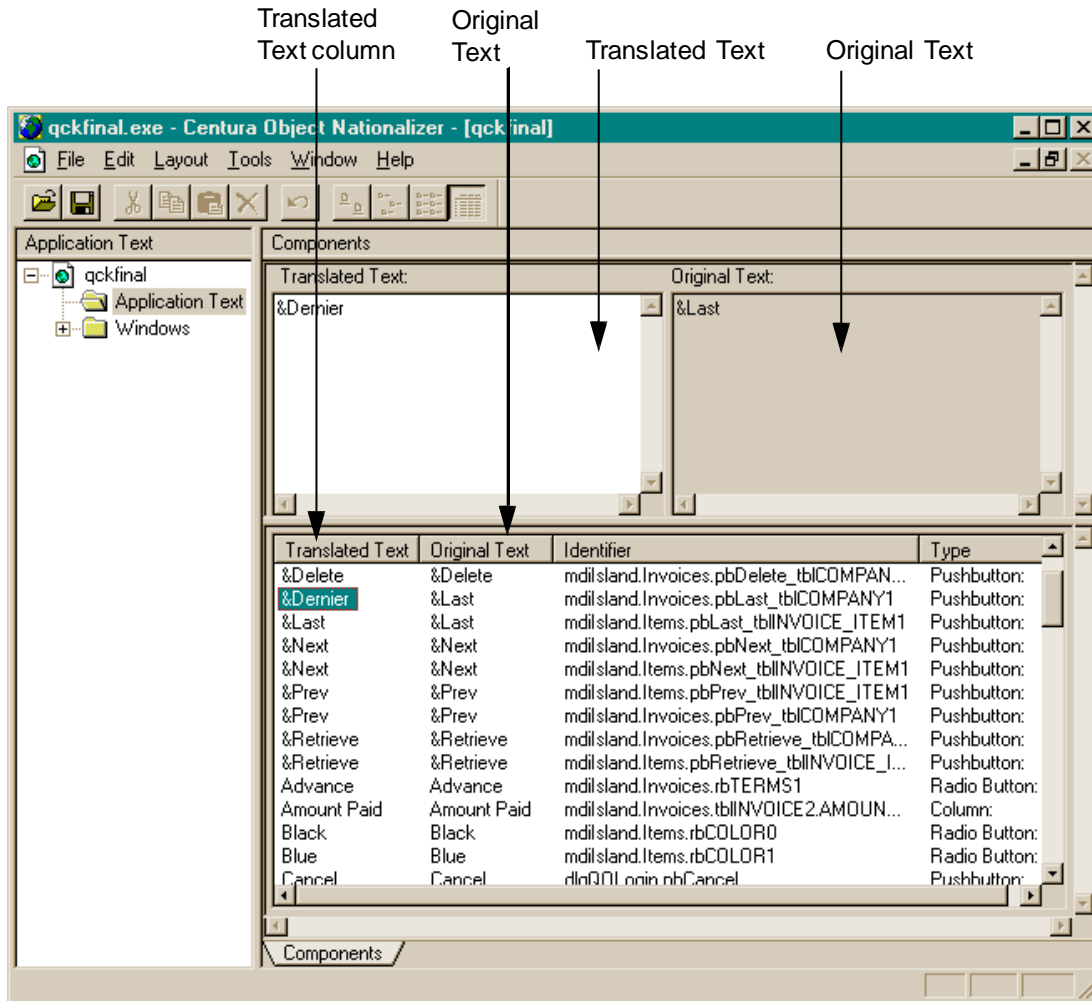 Translated Text column
Original Text
Translated Text
Original Text
qckfinal.exe - Centura Object Nationalizer - [qckfinal]
File Edit Layout Tools Window Help
Application Text
Components
qckfinal
Application Text
Windows
Translated Text:
Original Text:
&Dernier
&Last
Translated Text Original Text Identifier Type
&Delete &Delete mdiIsland.Invoices.pbDelete_tblCOMPAN... Pushbutton:
&Dernier &Last mdiIsland.Invoices.pbLast_tblCOMPANY1 Pushbutton:
&Last &Last mdiIsland.Items.pbLast_tblINVOICE_ITEM1 Pushbutton:
&Next &Next mdiIsland.Invoices.pbNext_tblCOMPANY1 Pushbutton:
&Next &Next mdiIsland.Items.pbNext_tblINVOICE_ITEM1 Pushbutton:
&Prev &Prev mdiIsland.Items.pbPrev_tblINVOICE_ITEM1 Pushbutton:
&Prev &Prev mdiIsland.Invoices.pbPrev_tblCOMPANY1 Pushbutton:
&Retrieve &Retrieve mdiIsland.Invoices.pbRetrieve_tblCOMPA... Pushbutton:
&Retrieve &Retrieve mdiIsland.Items.pbRetrieve_tblINVOICE_I... Pushbutton:
Advance Advance mdiIsland.Invoices.rbTERMS1 Radio Button:
Amount Paid Amount Paid mdiIsland.Invoices.tblINVOICE2.AMOUN... Column:
Black Black mdiIsland.Items.rbCOLOR0 Radio Button:
Blue Blue mdiIsland.Items.rbCOLOR1 Radio Button:
Cancel Cancel dlgQOLogin.pbCancel Pushbutton:
Components